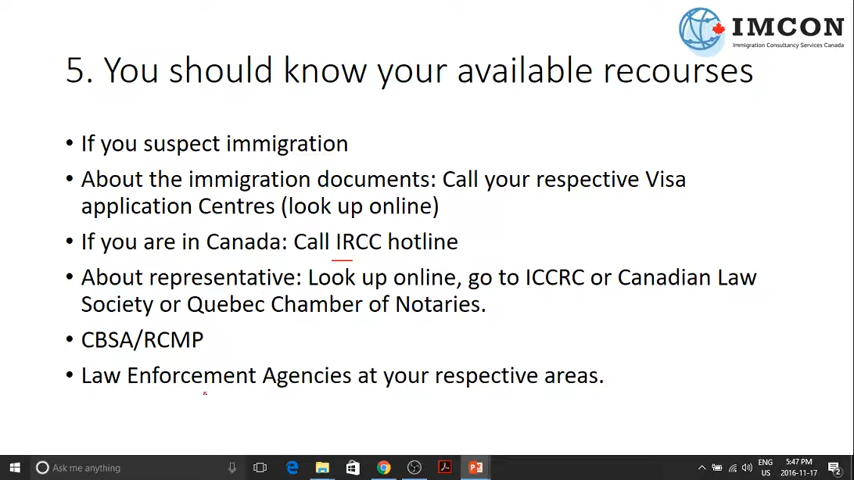 IMCON
Immigration Consultancy Services Canada
5. You should know your available recourses
• If you suspect immigration
• About the immigration documents: Call your respective Visa
application Centres (look up online)
• If you are in Canada: Call IRCC hotline
• About representative: Look up online, go to ICCRC or Canadian Law
Society or Quebec Chamber of Notaries.
• CBSA/RCMP
• Law Enforcement Agencies at your respective areas.
Ask me anything
ENG
US
5:47 PM
2016-11-17
2